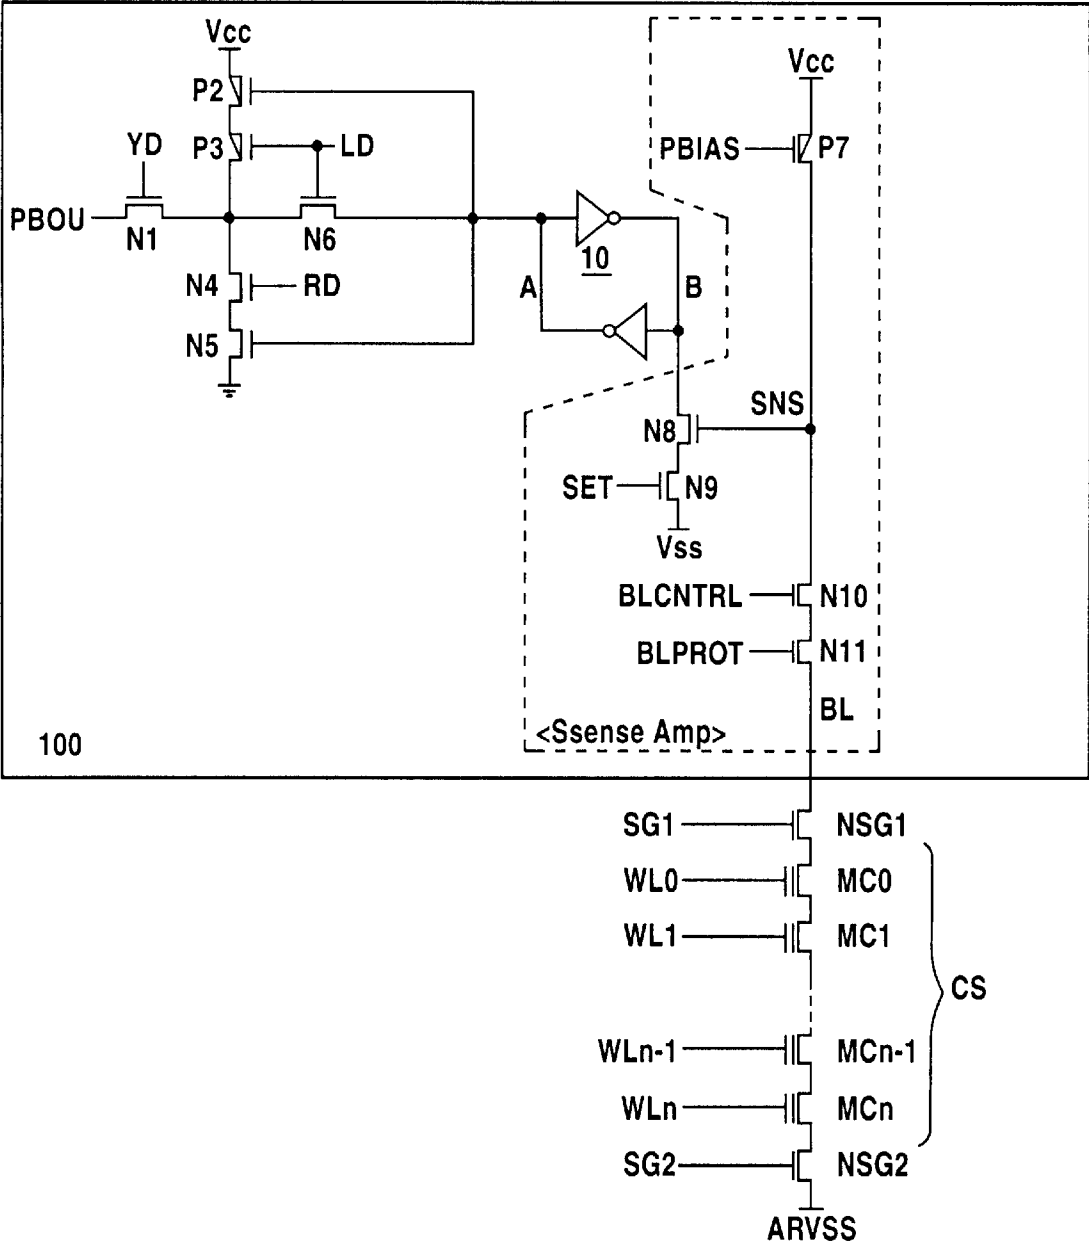 Vcc
Vcc
P2
YD
P3
LD
PBIAS
P7
PBOU
N1
N6
10
N4
RD
A
B
N5
SNS
N8
SET
N9
Vss
BLCNTRL
N10
BLPROT
N11
BL
<Ssense Amp>
100
SG1
NSG1
WL0
MC0
WL1
MC1
CS
WLn-1
MCn-1
WLn
MCn
SG2
NSG2
ARVSS